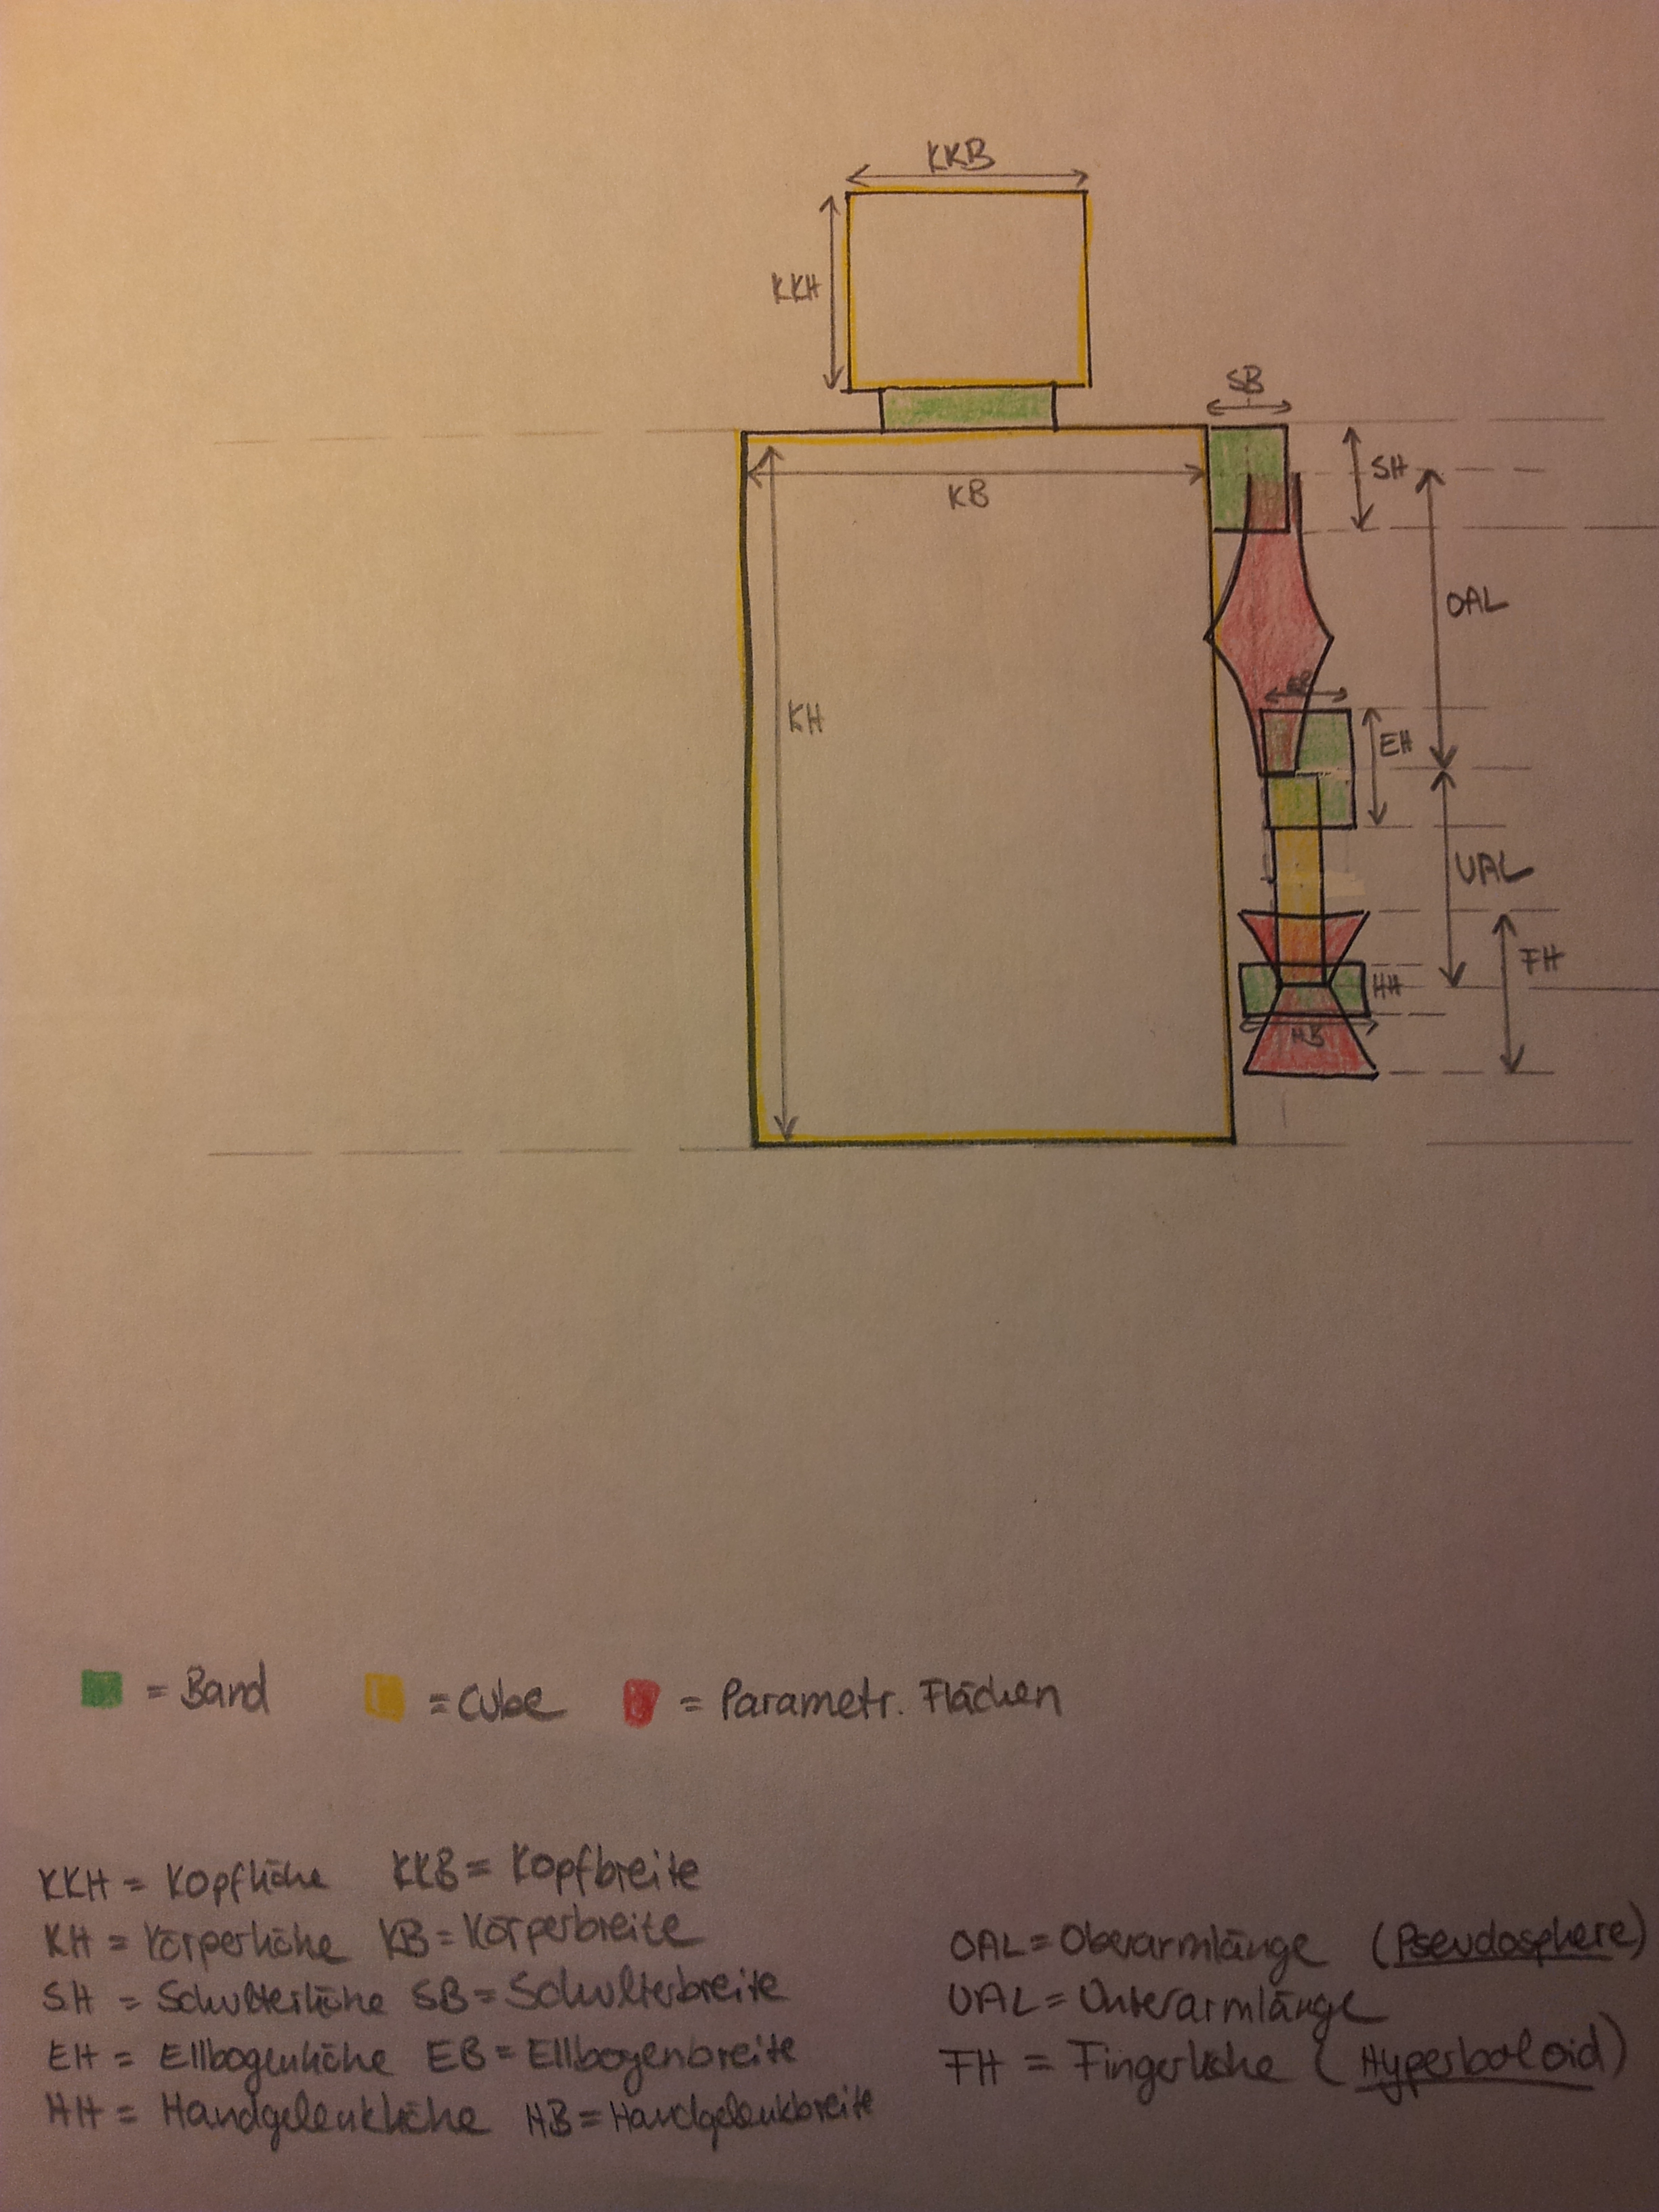 KKB
KKH
SB
SH
KB
OAL
EB
EH
KH
UAL
FH
HH
HB
= Band = Cube = Parametr. Flächen
KKH = Kopfhöhe KKB = Kopfbreite
KH = Körperhöhe KB = Körperbreite
SH = Schulterhöhe SB = Schulterbreite
EH = Ellbogenhöhe EB = Ellbogenbreite
HH = Handgelenkhöhe HB = Handgelenkbreite
OAL = Oberarmlänge (Pseudosphere)
UAL = Unterarmlänge
FH = Fingerhöhe (Hyperboloid)